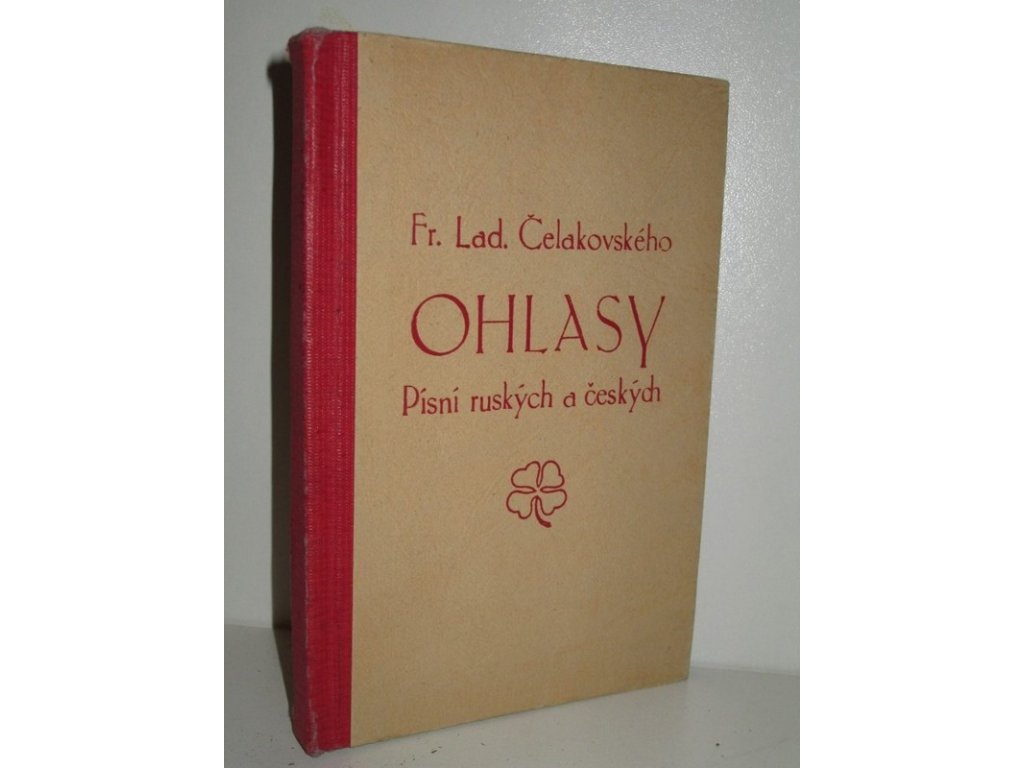 Fr. Lad. Čelakovského
OHLASY
Písní ruských a českých